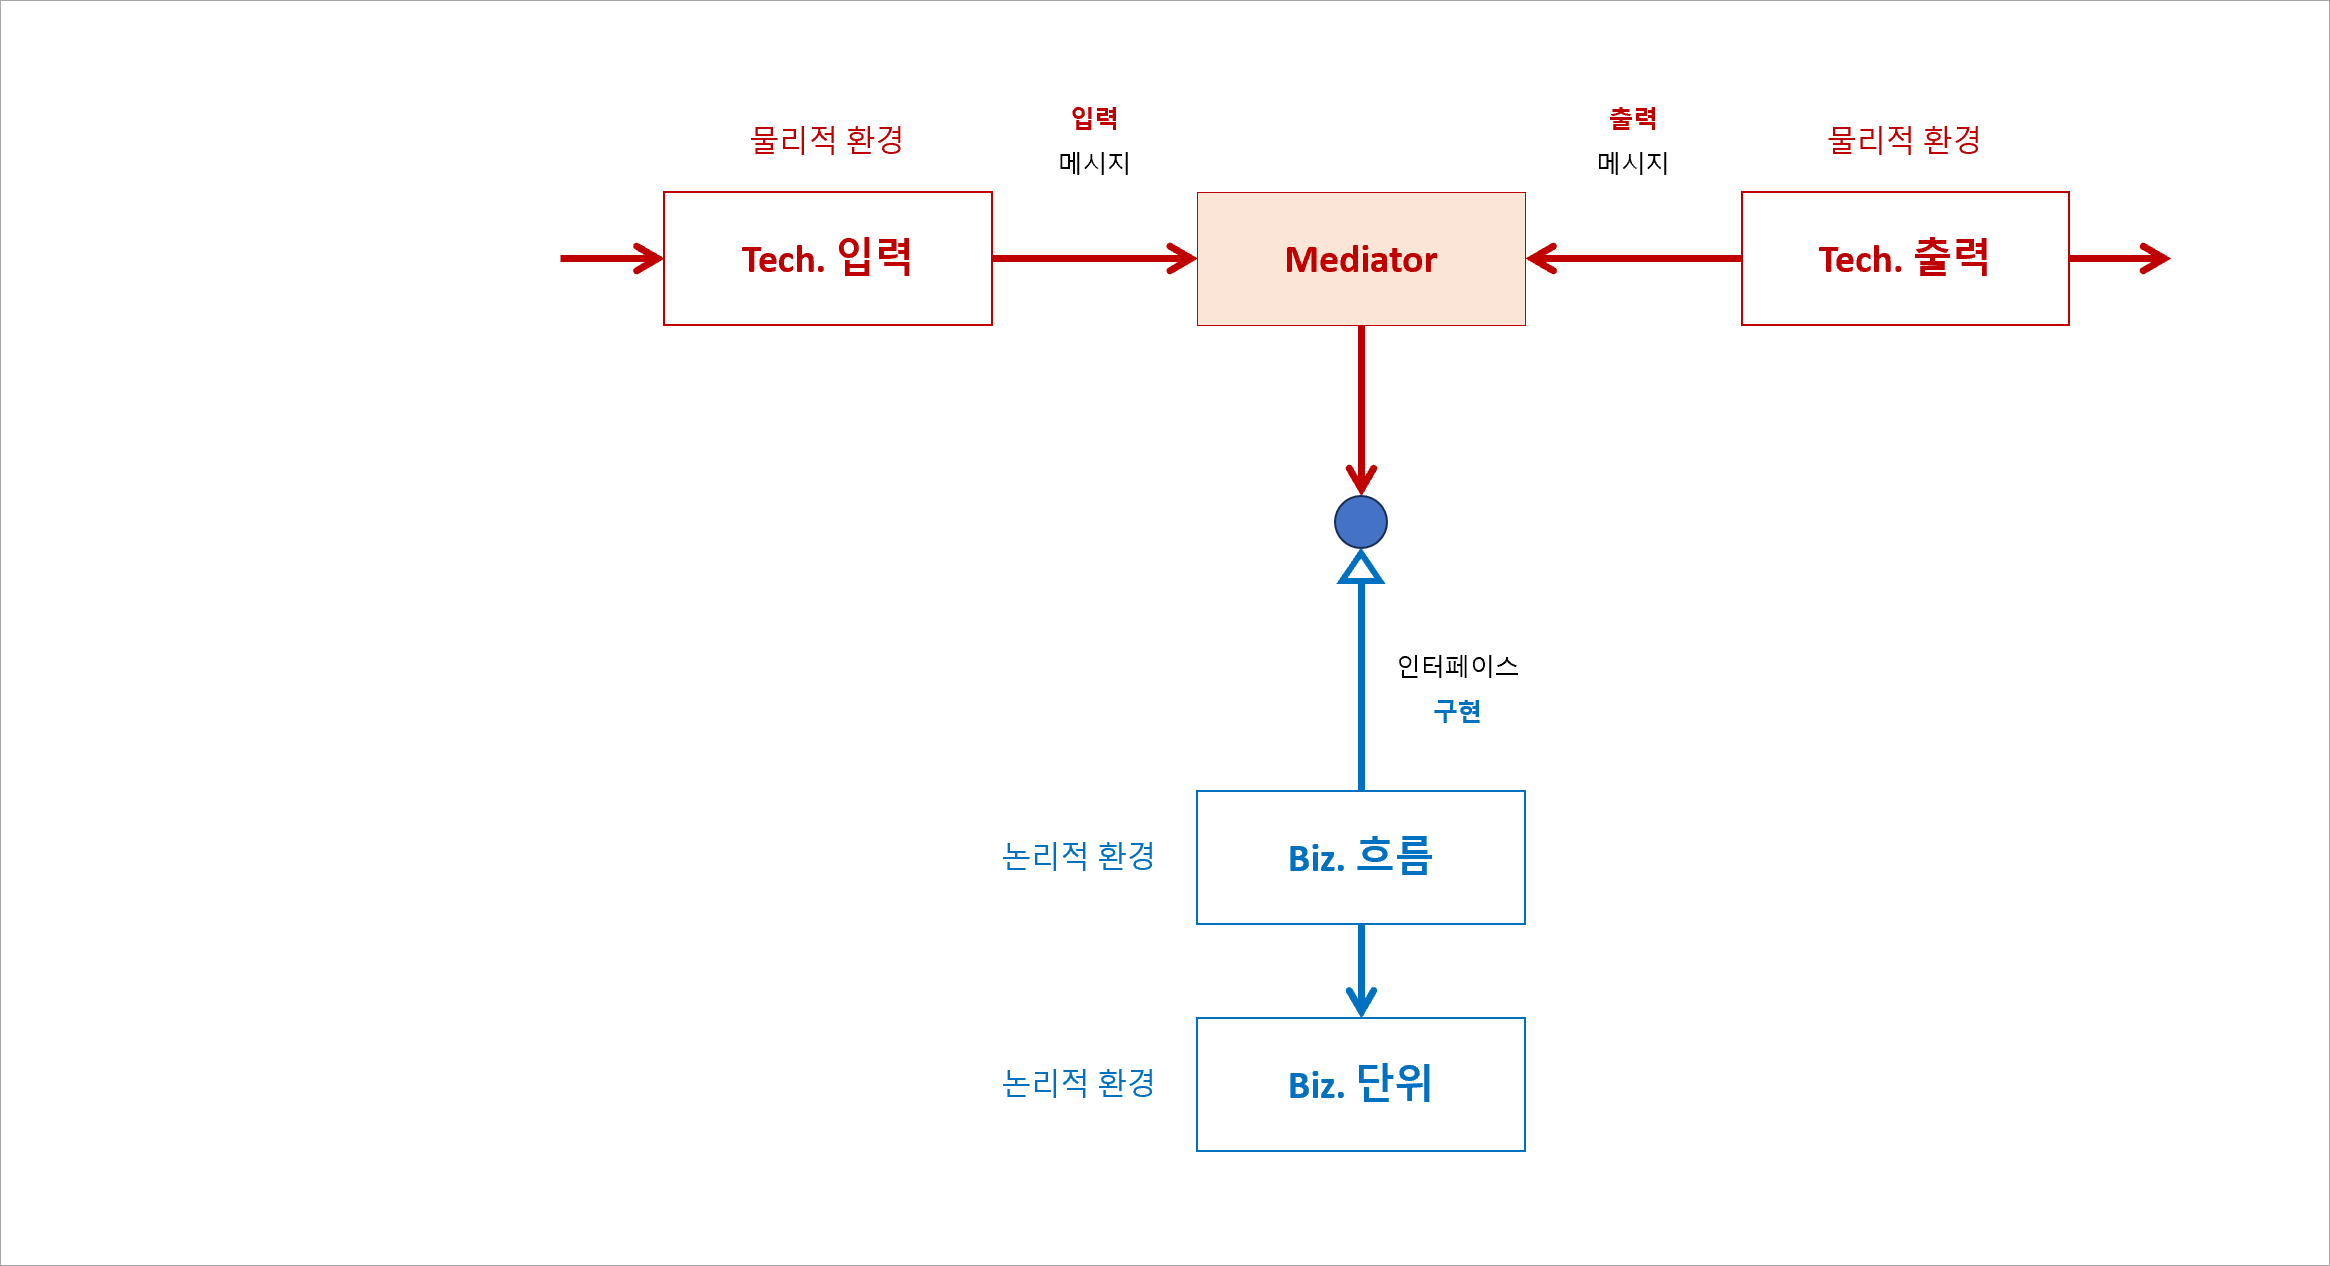 입력
출력
물리적 환경
메시지
메시지
물리적 환경
Tech. 입력
Mediator
Tech. 출력
인터페이스
구현
논리적 환경
Biz. 흐름
논리적 환경
Biz. 단위